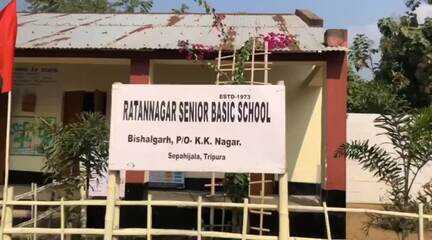 ESTD-1973
RATANNAGAR SENIOR BASIC SCHOOL
Bishalgarh, P/O- K.K. Nagar.
Sepahijala, Tripura